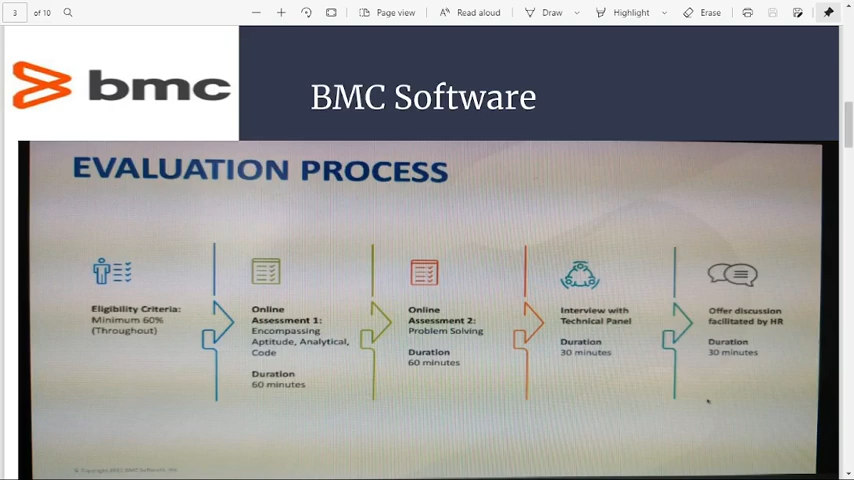 3
of 10
Page view
Read aloud
Draw
Highlight
Erase
bmc
BMC Software
EVALUATION PROCESS
Eligibility Criteria:
Minimum 60%
(Throughout)
Online
Assessment 1:
Encompassing
Aptitude, Analytical,
Code
Duration
60 minutes
Online
Assessment 2:
Problem Solving
Duration
60 minutes
Interview with
Technical Panel
Duration
30 minutes
Offer discussion
facilitated by HR
Duration
30 minutes